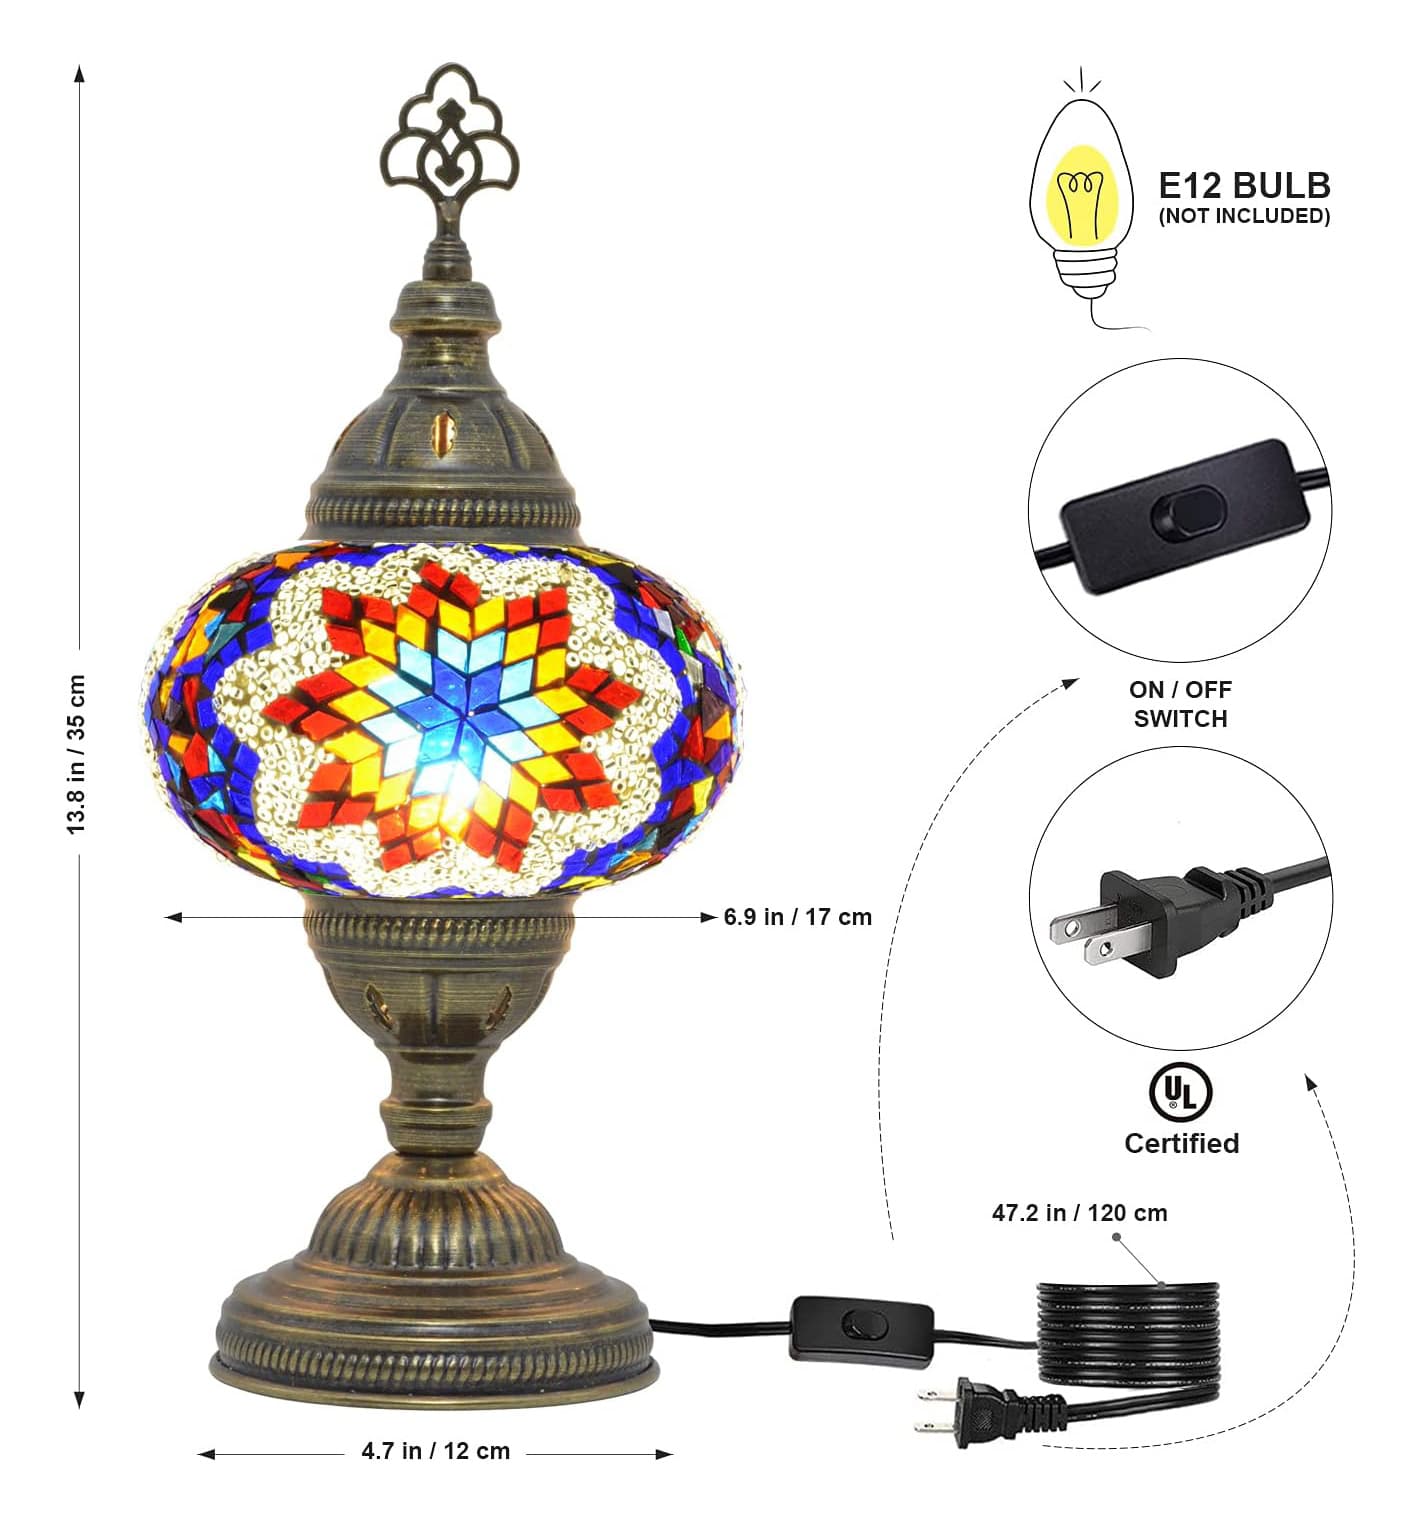 E12 BULB
(NOT INCLUDED)
13.8 in / 35 cm
ON / OFF
SWITCH
6.9 in / 17 cm
UL®
Certified
47.2 in / 120 cm
4.7 in / 12 cm